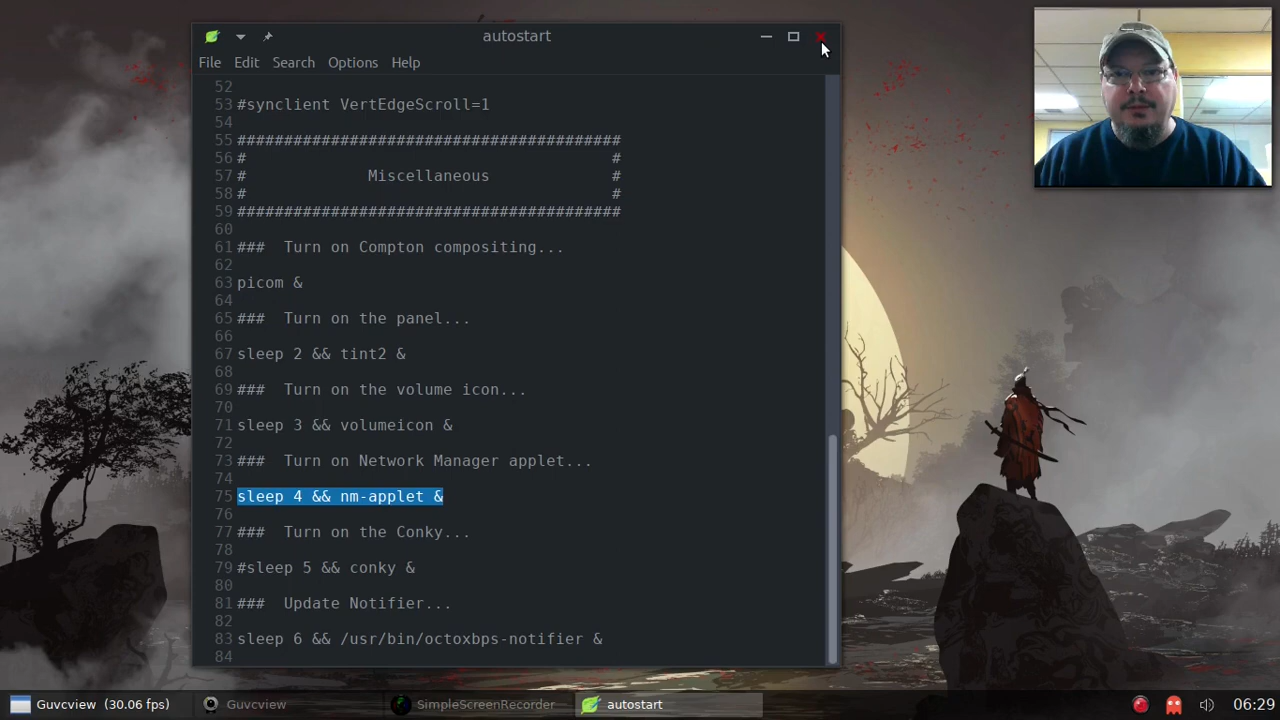 autostart
File Edit Search Options Help
52
53 #synclient VertEdgeScroll=1
54
55 #########################################
56 # #
57 # Miscellaneous #
58 # #
59 #########################################
60
61 ### Turn on Compton compositing...
62
63 picom &
64
65 ### Turn on the panel...
66
67 sleep 2 && tint2 &
68
69 ### Turn on the volume icon...
70
71 sleep 3 && volumeicon &
72
73 ### Turn on Network Manager applet...
74
75 sleep 4 && nm-applet &
76
77 ### Turn on the Conky...
78
79 #sleep 5 && conky &
80
81 ### Update Notifier...
82
83 sleep 6 && /usr/bin/octoxbps-notifier &
84
Guvcview (30.06 fps) Guvcview SimpleScreenRecorder autostart 06:29